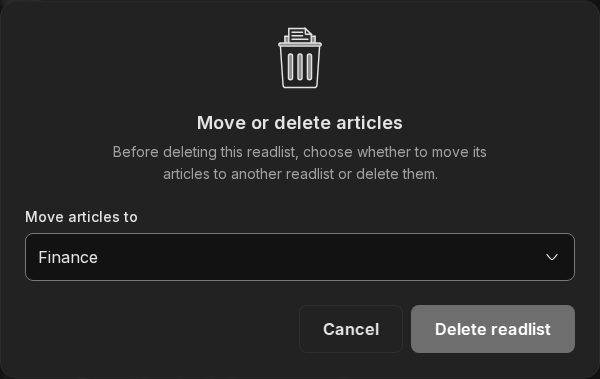 Move or delete articles
Before deleting this readlist, choose whether to move its
articles to another readlist or delete them.
Move articles to
Finance
Cancel
Delete readlist